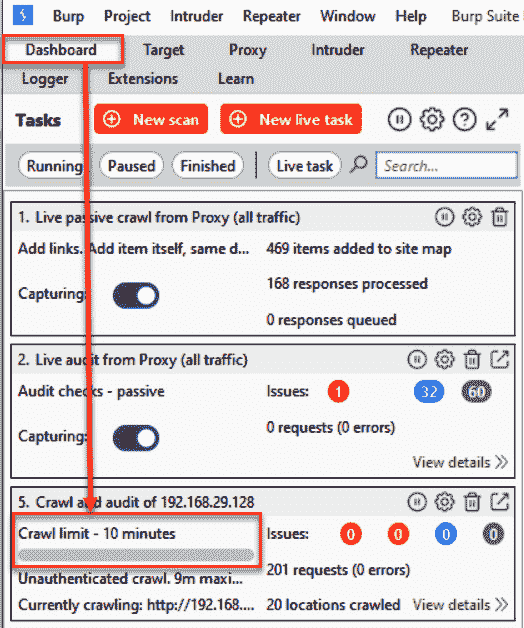 Burp Project Intruder Repeater Window Help Burp Suite
Dashboard Target Proxy Intruder Repeater
Logger Extensions Learn
Tasks New scan New live task
Running Paused Finished Live task Search...
1. Live passive crawl from Proxy (all traffic)
Add links. Add item itself, same d... 469 items added to site map
168 responses processed
Capturing:
0 responses queued
2. Live audit from Proxy (all traffic)
Audit checks - passive Issues: 1 32 60
Capturing: 0 requests (0 errors)
View details
5. Crawl and audit of 192.168.29.128
Crawl limit - 10 minutes Issues: 0 0 0 0
201 requests (0 errors)
Unauthenticated crawl. 9m maxi...
Currently crawling: http://192.168.... 20 locations crawled View details